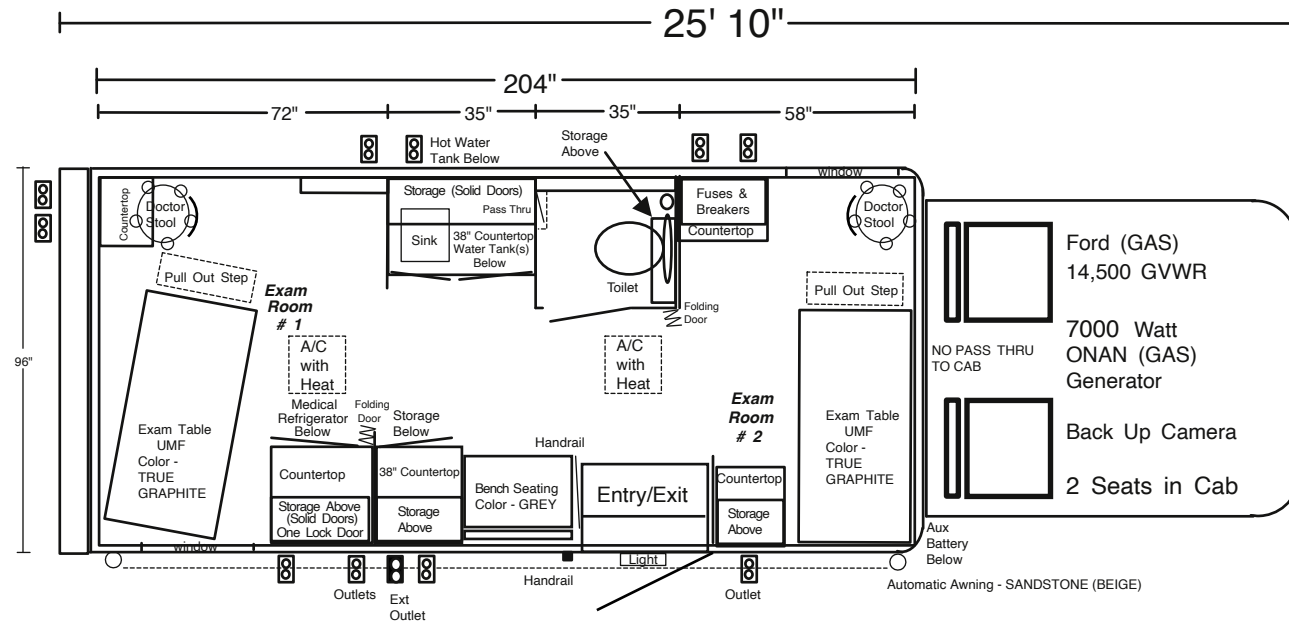 25' 10"
204"
72"
35"
35"
58"
Hot Water
Tank Below
Storage
Above
window
Countertop
Doctor
Stool
Storage (Solid Doors)
Pass Thru
Sink
38" Countertop
Water Tank(s)
Below
Toilet
Fuses &
Breakers
Countertop
Doctor
Stool
Pull Out Step
Exam
Room
# 1
Folding
Door
Pull Out Step
Ford (GAS)
14,500 GVWR
7000 Watt
ONAN (GAS)
Generator
NO PASS THRU
TO CAB
Back Up Camera
2 Seats in Cab
96"
A/C
with
Heat
A/C
with
Heat
Medical
Refrigerator
Below
Folding
Door
Storage
Below
Exam
Room
# 2
Exam Table
UMF
Color -
TRUE
GRAPHITE
Countertop
Storage Above
(Solid Doors)
One Lock Door
38" Countertop
Storage
Above
Handrail
Bench Seating
Color - GREY
Entry/Exit
Countertop
Storage
Above
Exam Table
UMF
Color -
TRUE
GRAPHITE
window
Light
Aux
Battery
Below
Outlets
Ext
Outlet
Handrail
Outlet
Automatic Awning - SANDSTONE (BEIGE)